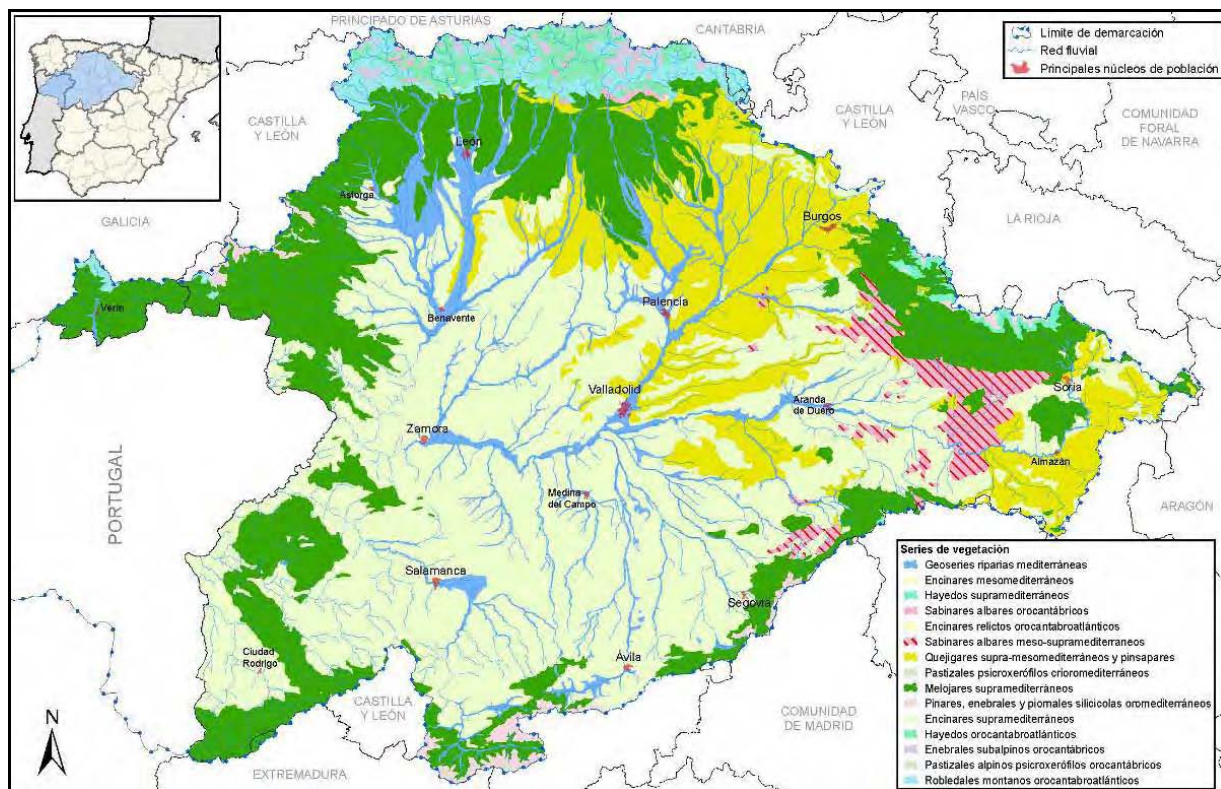 PRINCIPADO DE ASTURIAS
CANTABRIA
Límite de demarcación
Red fluvial
Principales núcleos de población
CASTILLA
Y LEÓN
CASTILLA
Y LEÓN
PAÍS
VASCO
COMUNIDAD
FORAL
DE NAVARRA
León
Astorga
GALICIA
Burgos
LA RIOJA
Verín
Benavente
Palencia
Valladolid
Aranda
de Duero
Soria
Zamora
Almazán
PORTUGAL
Medina
del Campo
ARAGÓN
Salamanca
Segovia
Ciudad
Rodrigo
Ávila
CASTILLA
Y LEÓN
COMUNIDAD
DE MADRID
N
EXTREMADURA
Series de vegetación
Geoseries riparias mediterráneas
Encinares mesomediterráneos
Hayedos supramediterráneos
Sabinares albares orocantábricos
Encinares relictos orocantabroatlánticos
Sabinares albares meso-supramediterraneos
Quejigares supra-mesomediterráneos y pinsapares
Pastizales psicroxerófilos crioromediterráneos
Melojares supramediterráneos
Pinares, enebrales y piornales silicicolas oromediterráneos
Encinares supramediterráneos
Hayedos orocantabroatlánticos
Enebrales subalpinos orocantábricos
Pastizales alpinos psicroxerófilos orocantábricos
Robledales montanos orocantabroatlánticos